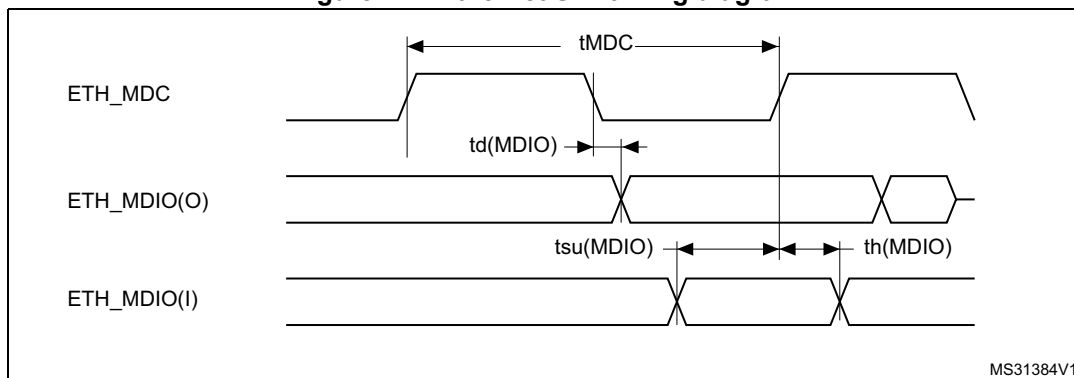 tMDC
ETH_MDC
td(MDIO)
ETH_MDIO(O)
tsu(MDIO) th(MDIO)
ETH_MDIO(I)
MS31384V1